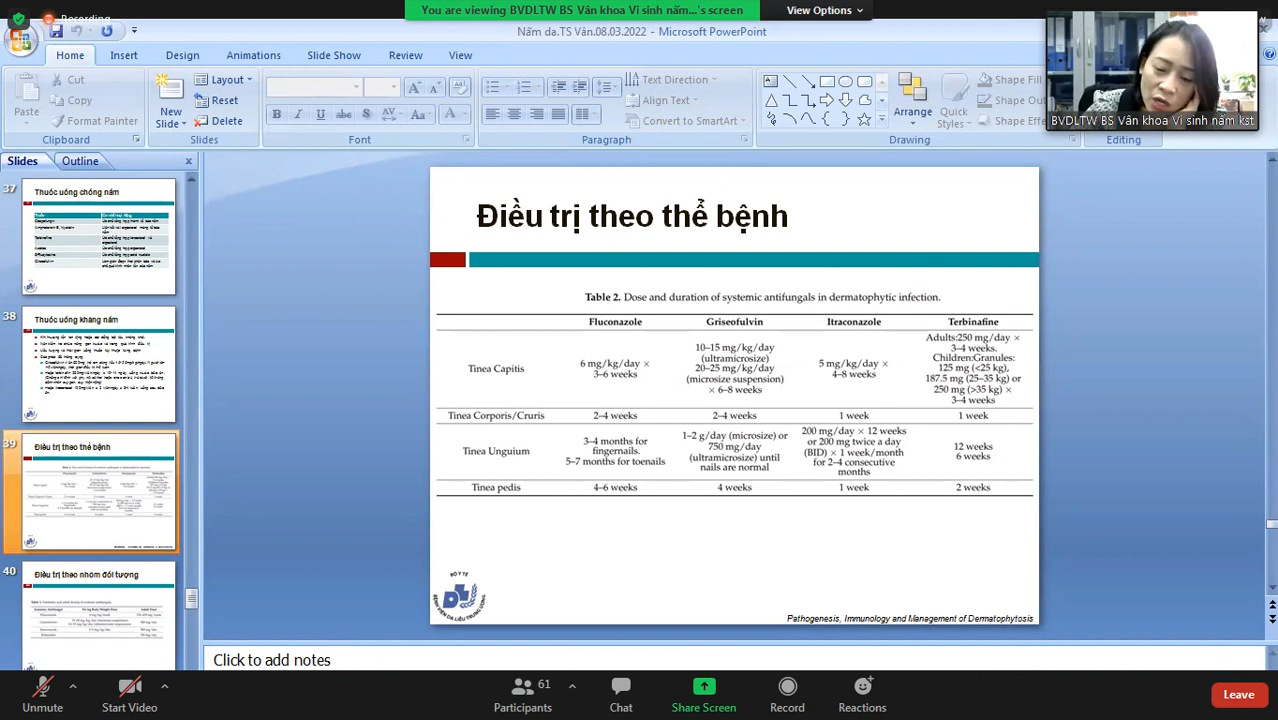 Recording
You are viewing BVDLTW BS Vân khoa Vi sinh nấm...'s screen
View Options
Nấm da.TS Vân.08.03.2022 - Microsoft PowerPoint
Home Insert Design Animations Slide Show Review View
Paste
Cut
Copy
Format Painter
Clipboard
New Slide
Layout
Reset
Delete
Slides
Font
Text Direction
Align Text
Convert to SmartArt
Paragraph
Arrange
Quick Styles
Shape Fill
Shape Ou
Drawing
Editing
BVDLTW BS Vân khoa Vi sinh nấm kst
Slides Outline
37
Thuốc uống chống nấm
38
Thuốc uống kháng nấm
39
Điều trị theo thể bệnh
40
Điều trị theo nhóm đối tượng
Điều trị theo thể bệnh
Table 2. Dose and duration of systemic antifungals in dermatophytic infection.
Fluconazole Griseofulvin Itraconazole Terbinafine
Tinea Capitis
6 mg/kg/day ×
3–6 weeks
10–15 mg/kg/day
(ultramicrosize)
20–25 mg/kg/day
(microsize suspension)
× 6–8 weeks
5 mg/kg/day ×
4–8 weeks
Adults:250 mg/day ×
3–4 weeks.
Children:Granules:
125 mg (<25 kg),
187.5 mg (25–35 kg) or
250 mg (>35 kg) ×
3–4 weeks
Tinea Corporis/Cruris 2–4 weeks 2–4 weeks 1 week 1 week
Tinea Unguium
3–4 months for
fingernails.
5–7 months for toenails
1–2 g/day (microsize) or
750 mg/day
(ultramicrosize) until
nails are normal
200 mg/day × 12 weeks
or 200 mg twice a day
(BID) × 1 week/month
for 2–4 consecutive
months
12 weeks
6 weeks
Tinea pedis 4–6 weeks 4 weeks 1 week 2 weeks
BỘ Y TẾ
Pathogenesis, Immunology and Management of Dermatophytosis
Click to add notes
Unmute
Start Video
61
Participants
Chat
Share Screen
Record
Reactions
Leave